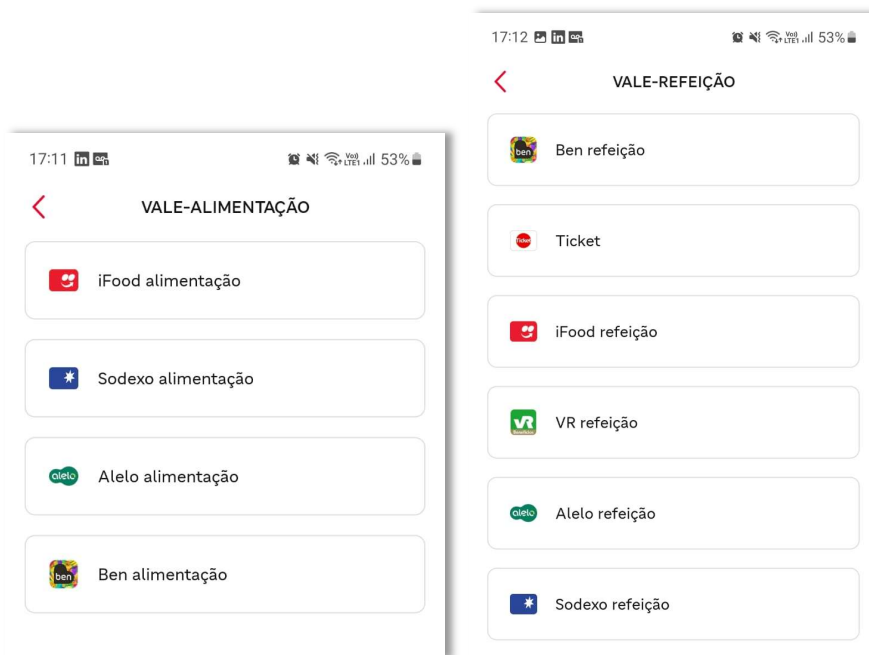 17:11
53%
VALE-ALIMENTAÇÃO
iFood alimentação
Sodexo alimentação
alelo
Alelo alimentação
ben
Ben alimentação
17:12
53%
VALE-REFEIÇÃO
ben
Ben refeição
Ticket
Ticket
iFood refeição
VR
VR refeição
alelo
Alelo refeição
Sodexo refeição